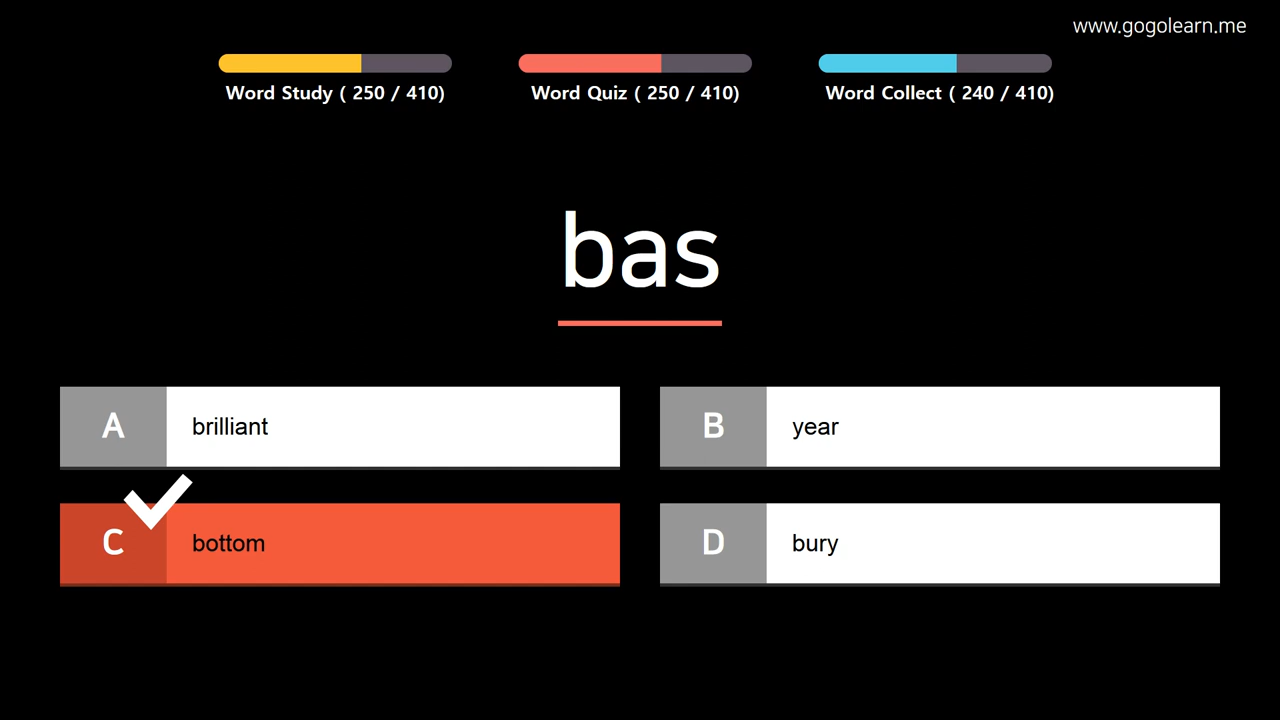 www.gogolearn.me
Word Study ( 250 / 410)
Word Quiz ( 250 / 410)
Word Collect ( 240 / 410)
bas
A brilliant
B year
C bottom
D bury